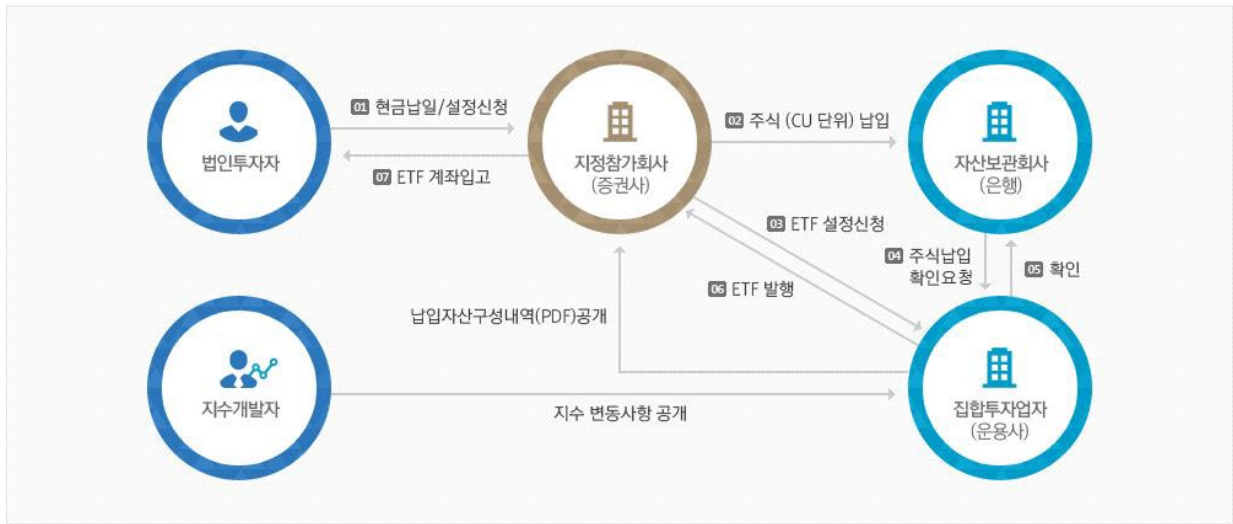 01 현금납일/설정신청
02 주식 (CU 단위) 납입
법인투자자
지정참가회사
(증권사)
자산보관회사
(은행)
07 ETF 계좌입고
03 ETF 설정신청
04 주식납입
확인요청
05 확인
06 ETF 발행
납입자산구성내역(PDF)공개
지수개발자
지수 변동사항 공개
집합투자업자
(운용사)